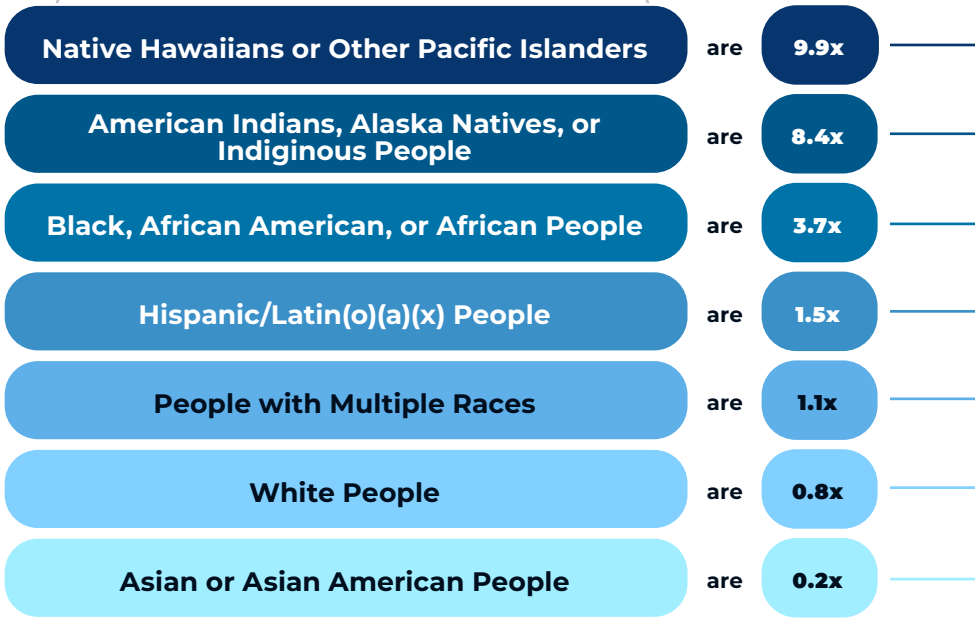 Native Hawaiians or Other Pacific Islanders are 9.9x
American Indians, Alaska Natives, or
Indiginous People are 8.4x
Black, African American, or African People are 3.7x
Hispanic/Latin(o)(a)(x) People are 1.5x
People with Multiple Races are 1.1x
White People are 0.8x
Asian or Asian American People are 0.2x